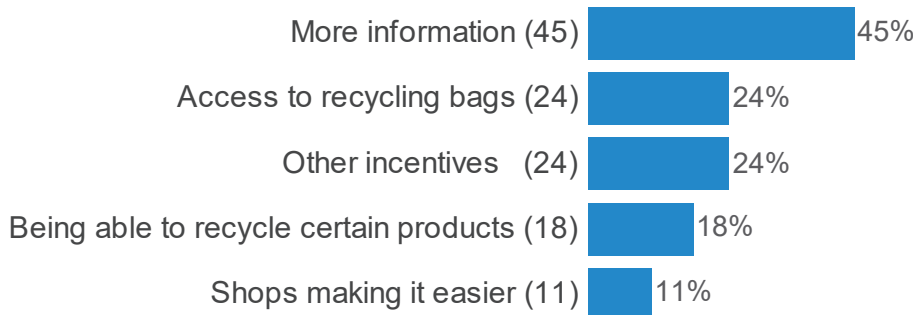 More information (45) 45%
Access to recycling bags (24) 24%
Other incentives (24) 24%
Being able to recycle certain products (18) 18%
Shops making it easier (11) 11%